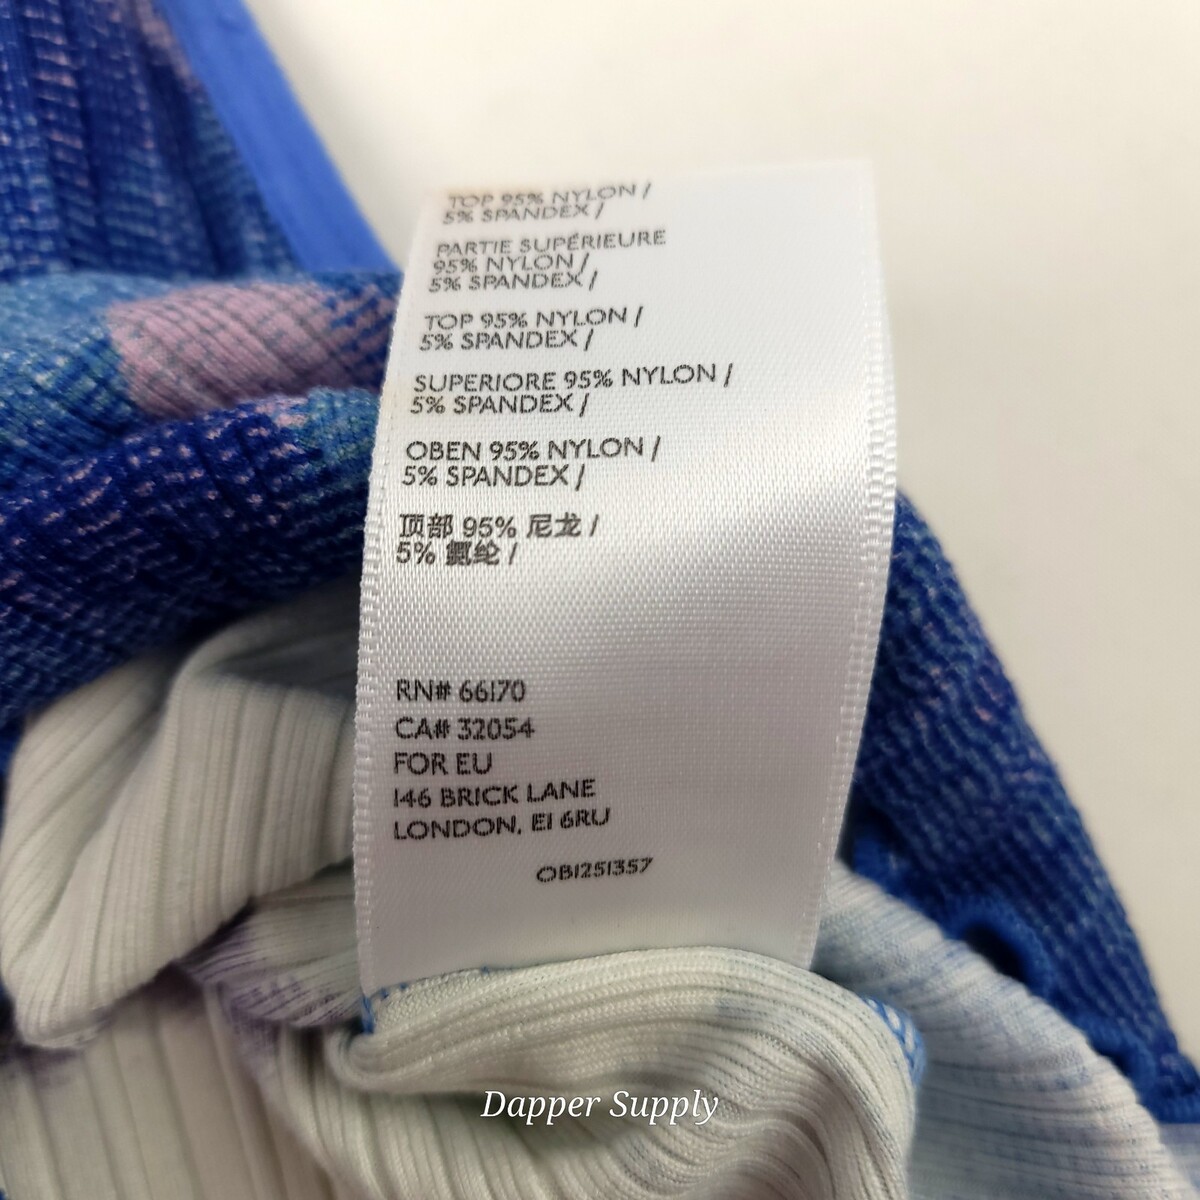 TOP 95% NYLON /
5% SPANDEX /
PARTIE SUPÉRIEURE
95% NYLON /
5% SPANDEX /
TOP 95% NYLON /
5% SPANDEX /
SUPERIORE 95% NYLON /
5% SPANDEX /
OBEN 95% NYLON /
5% SPANDEX /
顶部 95% 尼龙 /
5% 氨纶 /
RN# 66170
CA# 32054
FOR EU
146 BRICK LANE
LONDON, E1 6RU
OB1251357
Dapper Supply